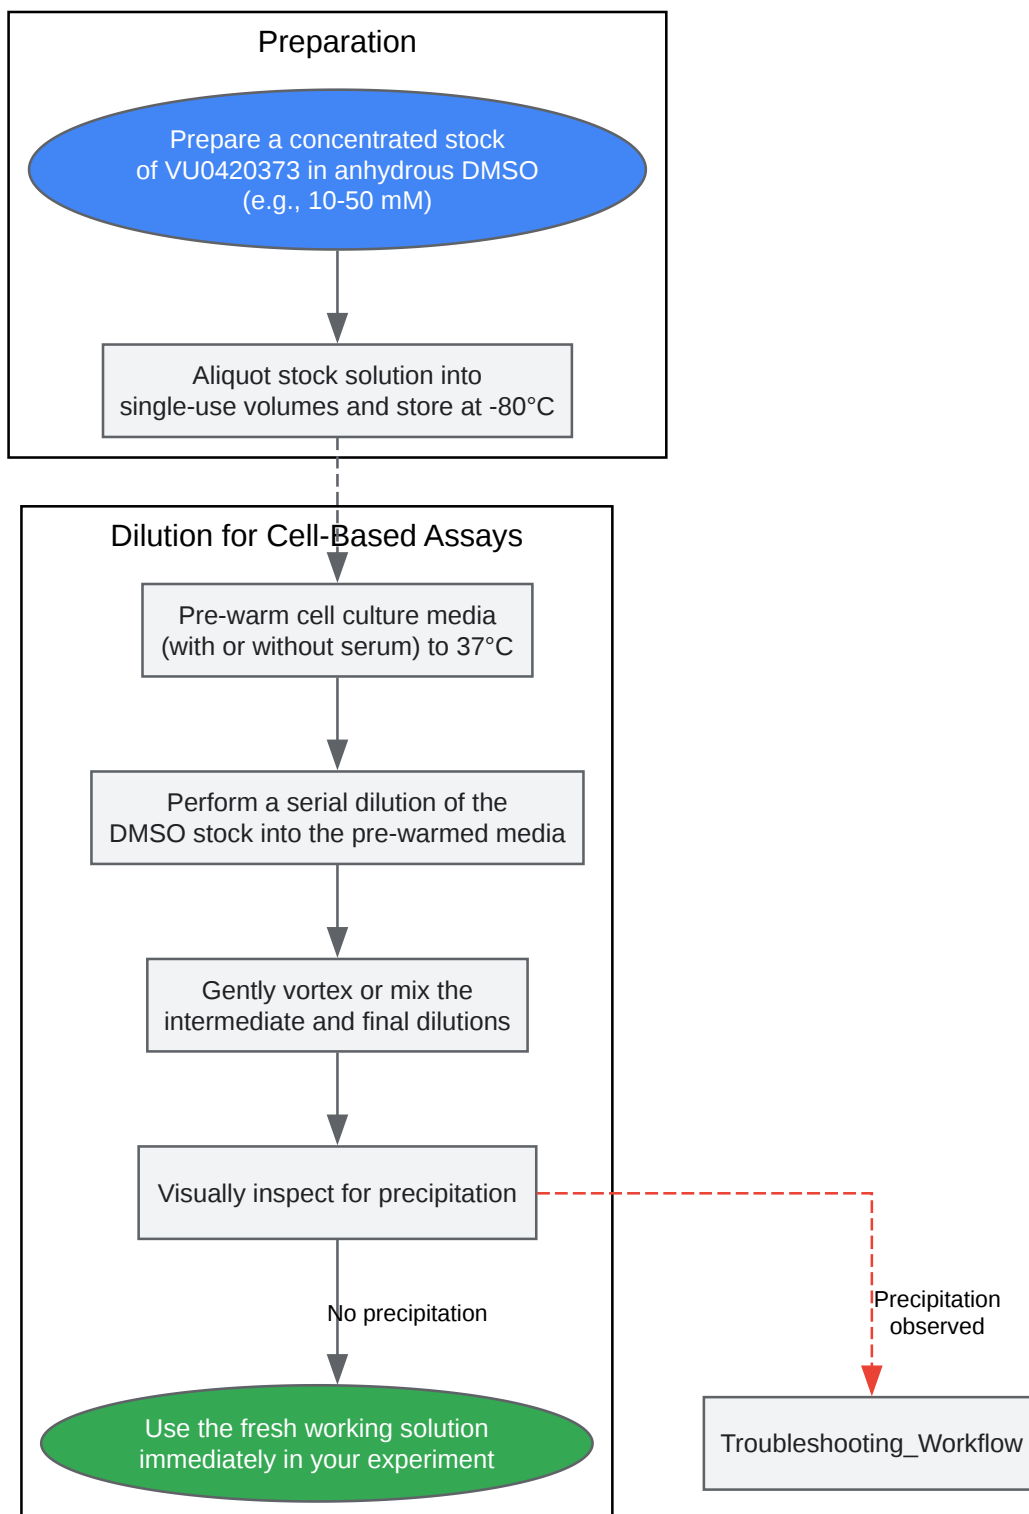 Preparation
Prepare a concentrated stock
of VU0420373 in anhydrous DMSO
(e.g., 10-50 mM)
Aliquot stock solution into
single-use volumes and store at -80°C
Dilution for Cell-Based Assays
Pre-warm cell culture media
(with or without serum) to 37°C
Perform a serial dilution of the
DMSO stock into the pre-warmed media
Gently vortex or mix the
intermediate and final dilutions
Visually inspect for precipitation
No precipitation
Precipitation
observed
Use the fresh working solution
immediately in your experiment
Troubleshooting_Workflow